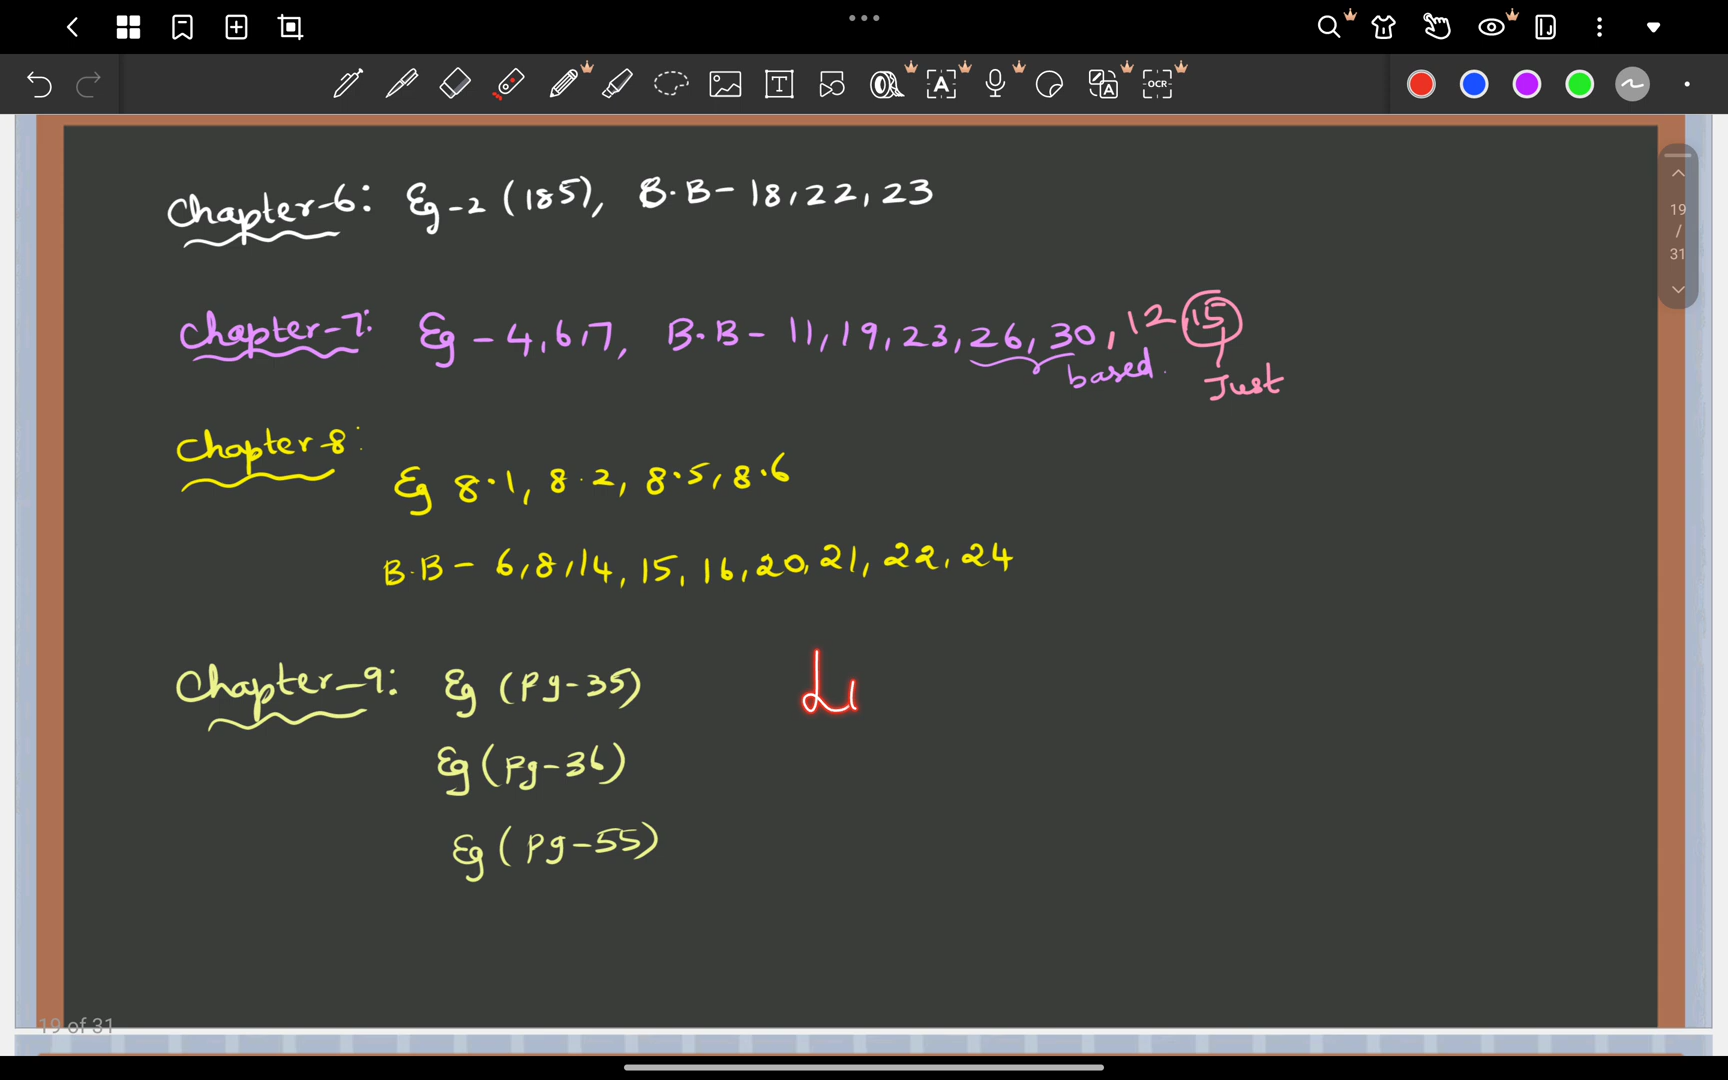 Chapter-6: Eg-2 (185), B.B- 18, 22, 23
Chapter-7: Eg - 4, 6, 7, B.B- 11, 19, 23, 26, 30, 12, 15
based.
Just
Chapter-8:
Eg 8.1, 8.2, 8.5, 8.6
B.B- 6, 8, 14, 15, 16, 20, 21, 22, 24
Chapter-9: Eg (Pg-35)
Eg (Pg-36)
Eg (Pg-55)
19
/
31
19 of 31
OCR
A
T